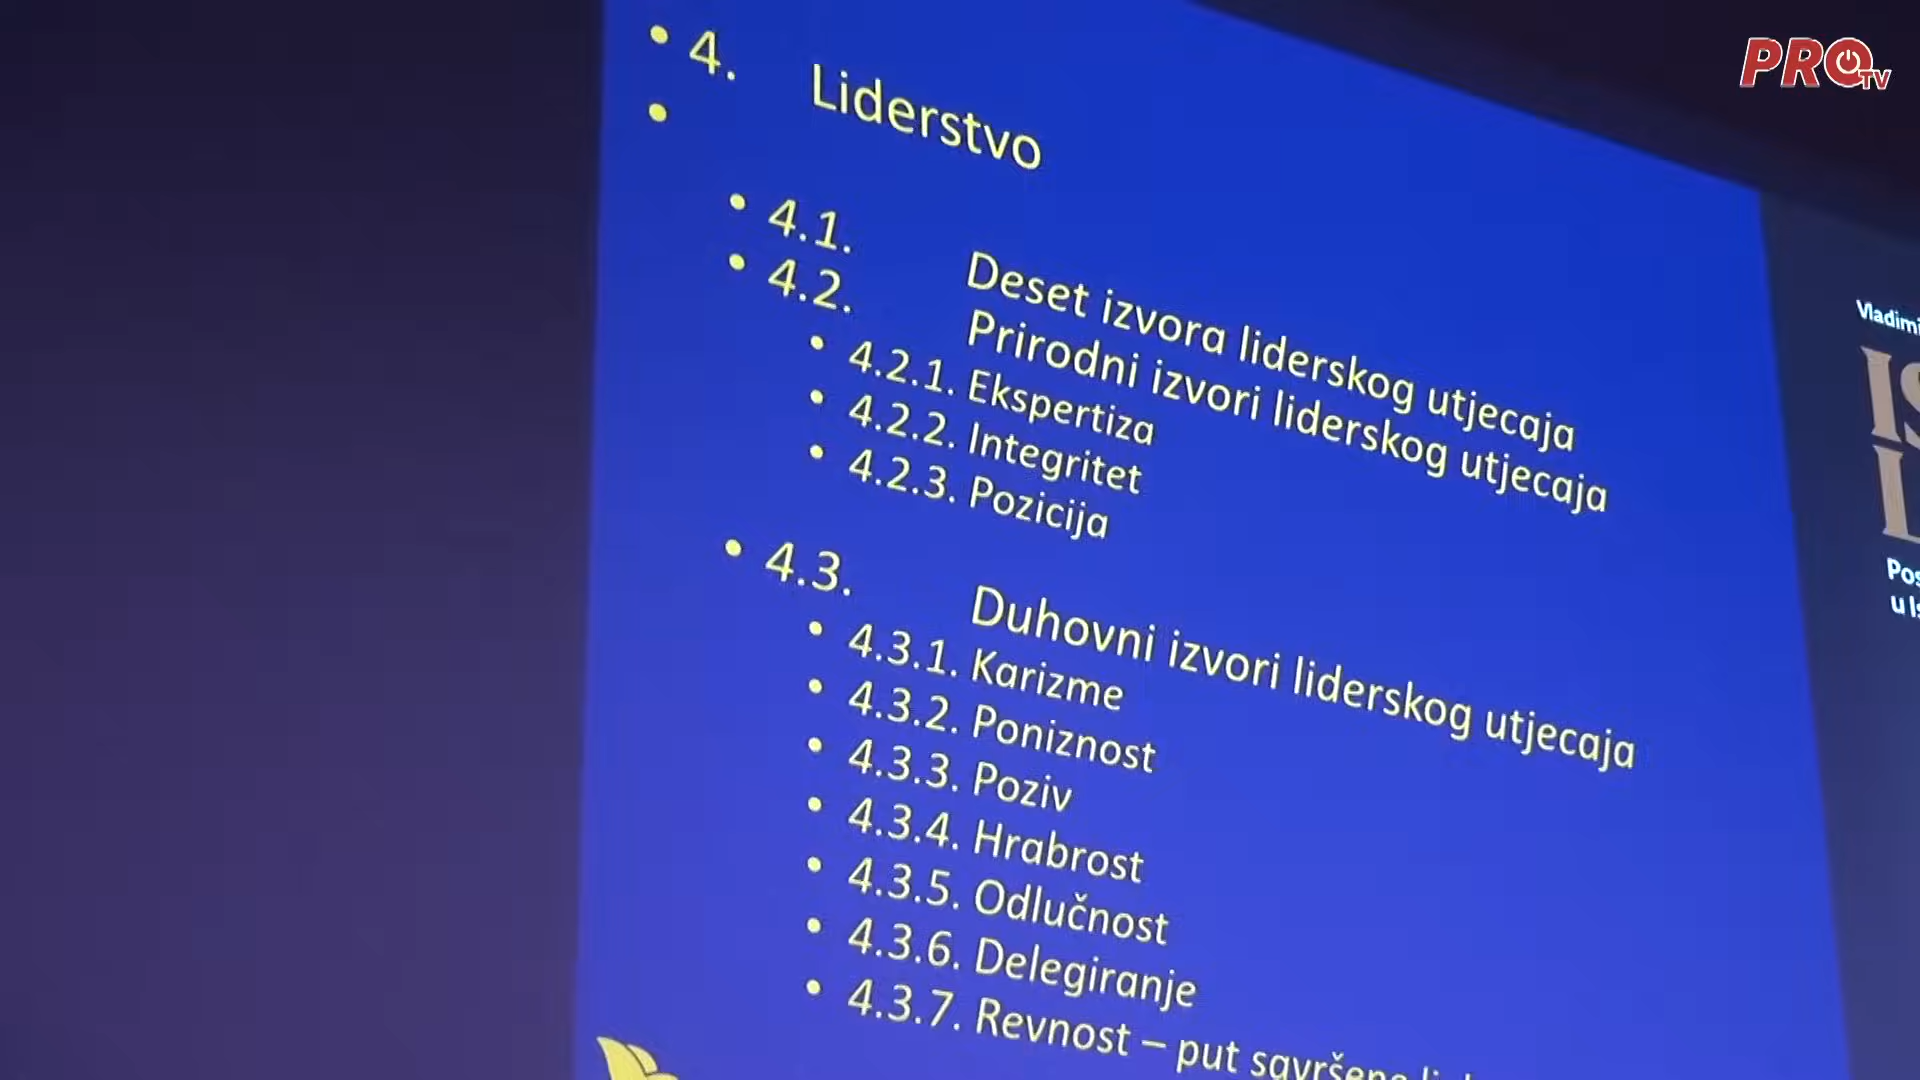 PRO TV
• 4. Liderstvo
•
• 4.1. Deset izvora liderskog utjecaja
• 4.2. Prirodni izvori liderskog utjecaja
• 4.2.1. Ekspertiza
• 4.2.2. Integritet
• 4.2.3. Pozicija
• 4.3. Duhovni izvori liderskog utjecaja
• 4.3.1. Karizme
• 4.3.2. Poniznost
• 4.3.3. Poziv
• 4.3.4. Hrabrost
• 4.3.5. Odlučnost
• 4.3.6. Delegiranje
• 4.3.7. Revnost – put